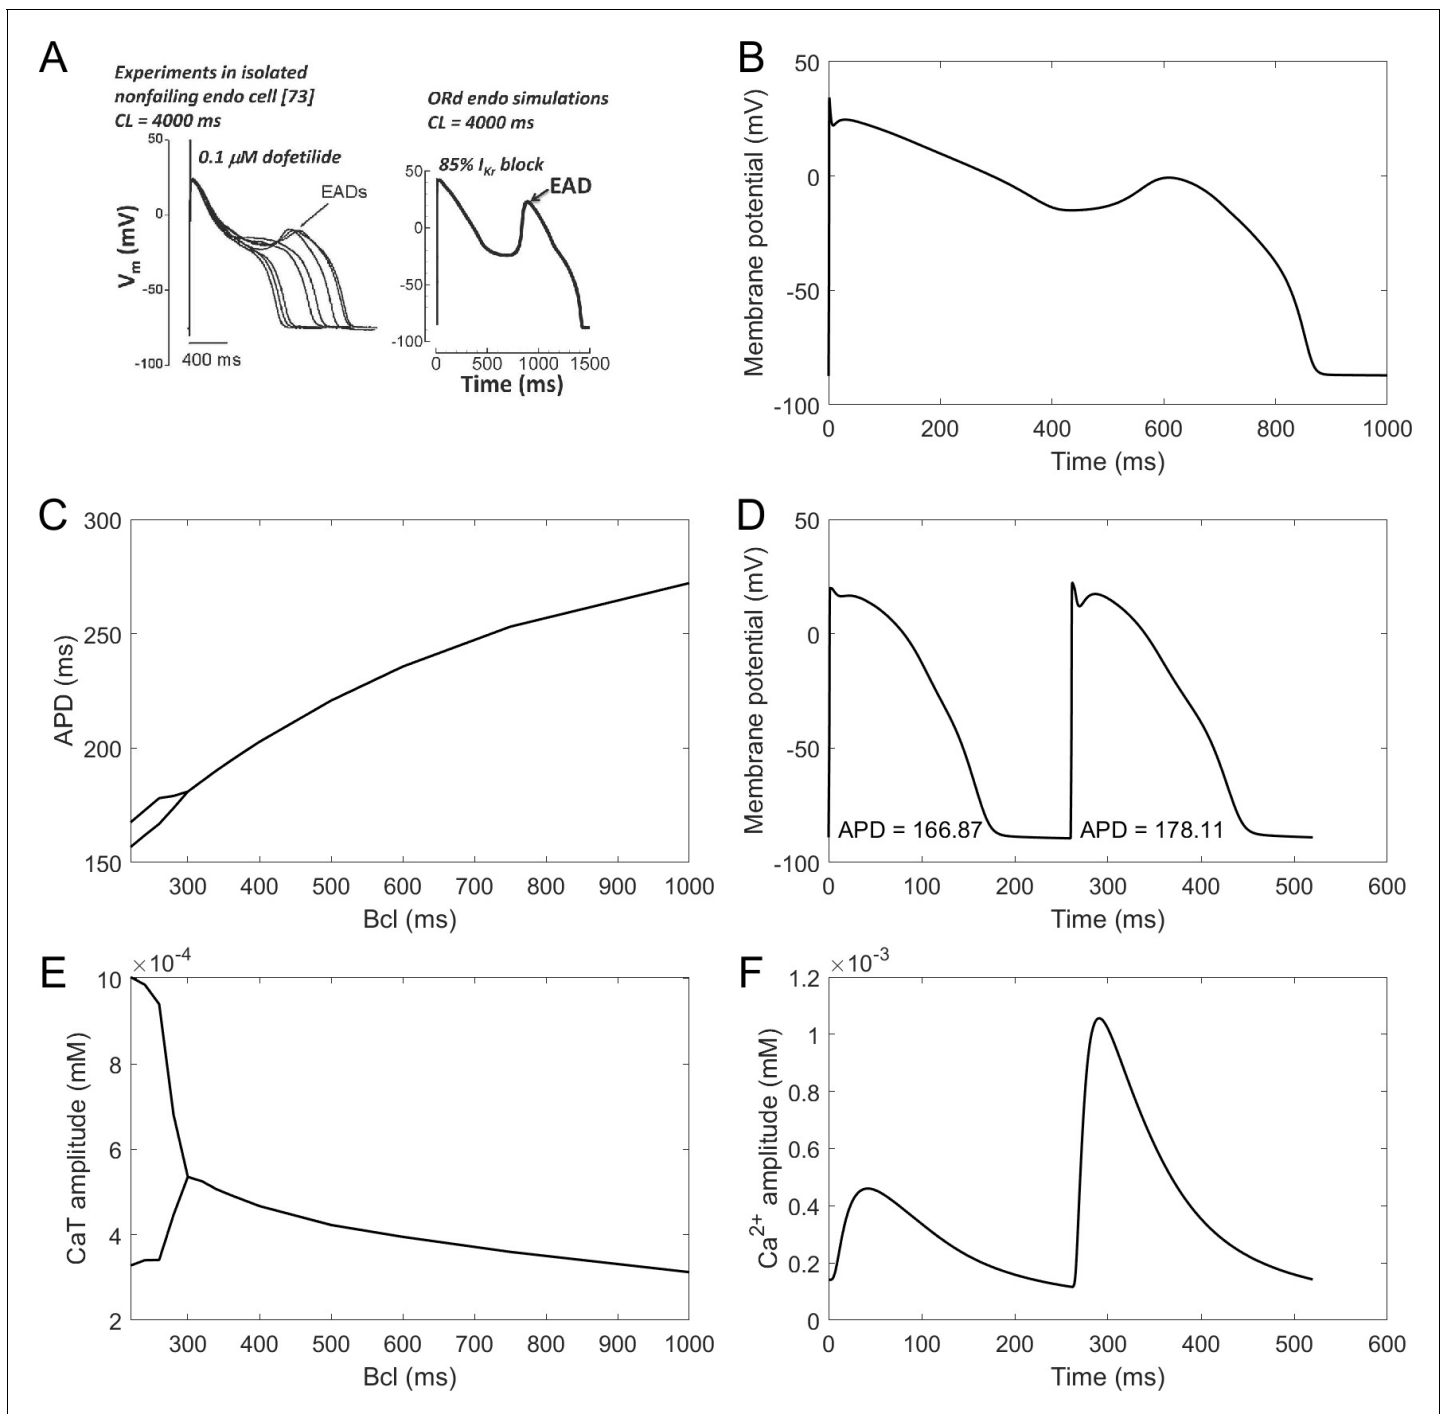 A
Experiments in isolated
nonfailing endo cell [73]
CL = 4000 ms
50
0.1 μM dofetilide
EADs
0
-50
-100
Vm (mV)
400 ms
ORd endo simulations
CL = 4000 ms
85% IKr block
EAD
50
0
-50
-100
0 500 1000 1500
Time (ms)
B
50
0
-50
-100
Membrane potential (mV)
0 200 400 600 800 1000
Time (ms)
C
300
250
200
150
APD (ms)
300 400 500 600 700 800 900 1000
Bcl (ms)
D
50
0
-50
-100
Membrane potential (mV)
APD = 166.87
APD = 178.11
0 100 200 300 400 500 600
Time (ms)
E
×10-4
10
8
6
4
2
CaT amplitude (mM)
300 400 500 600 700 800 900 1000
Bcl (ms)
F
×10-3
1.2
1
0.8
0.6
0.4
0.2
0
Ca2+ amplitude (mM)
0 100 200 300 400 500 600
Time (ms)